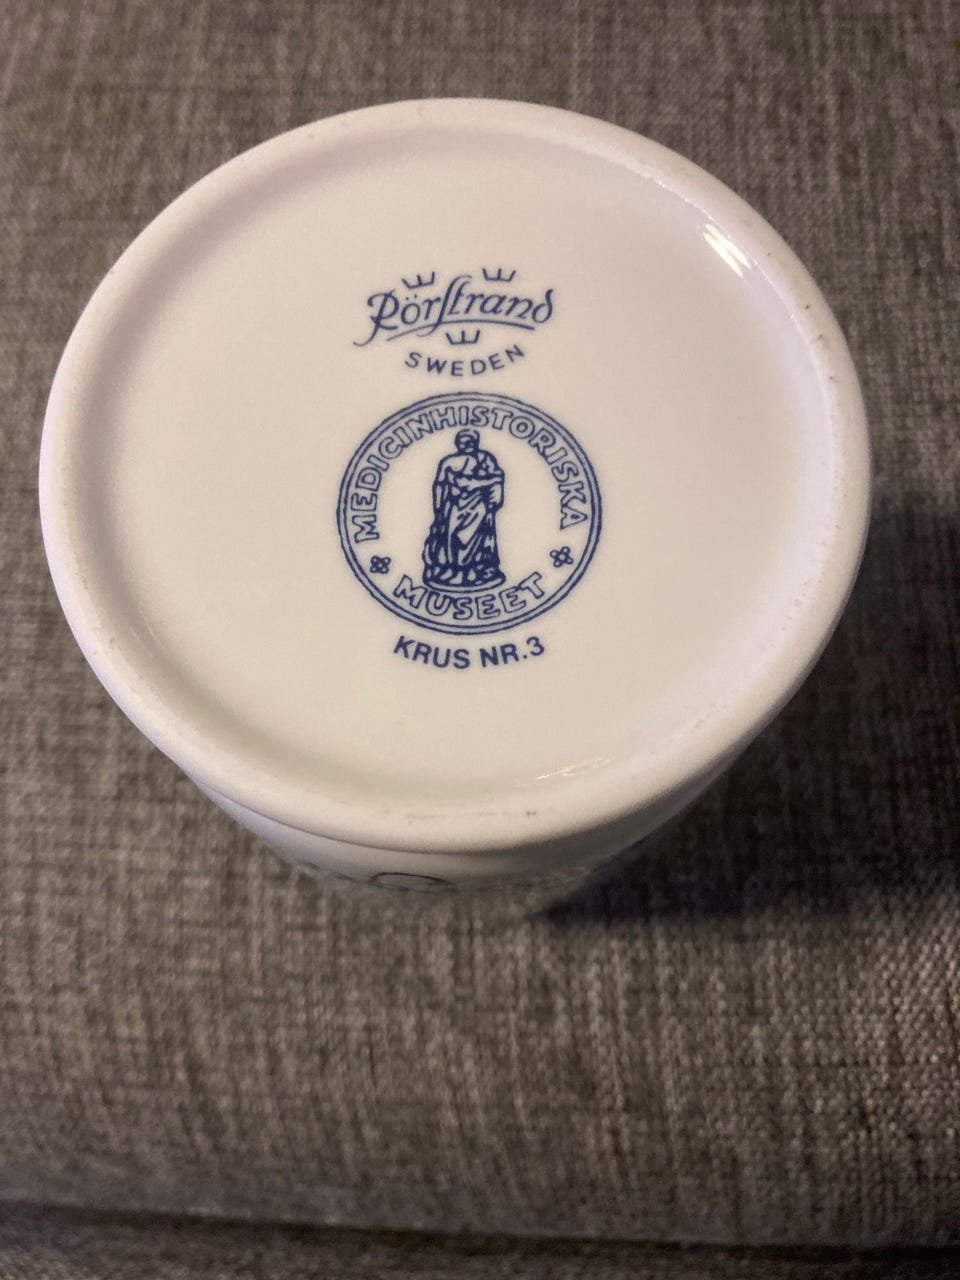 Rörstrand
SWEDEN
MEDICINHISTORISKA
MUSEET
KRUS NR.3